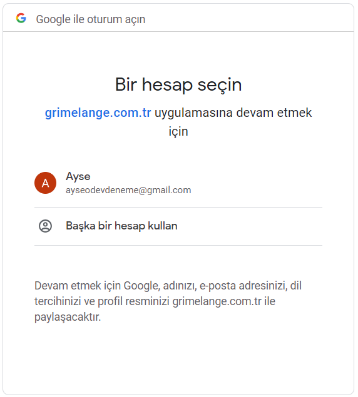 Google ile oturum açın
Bir hesap seçin
grimelange.com.tr uygulamasına devam etmek
için
A
Ayse
ayseodevdeneme@gmail.com
Başka bir hesap kullan
Devam etmek için Google, adınızı, e-posta adresinizi, dil
tercihinizi ve profil resminizi grimelange.com.tr ile
paylaşacaktır.